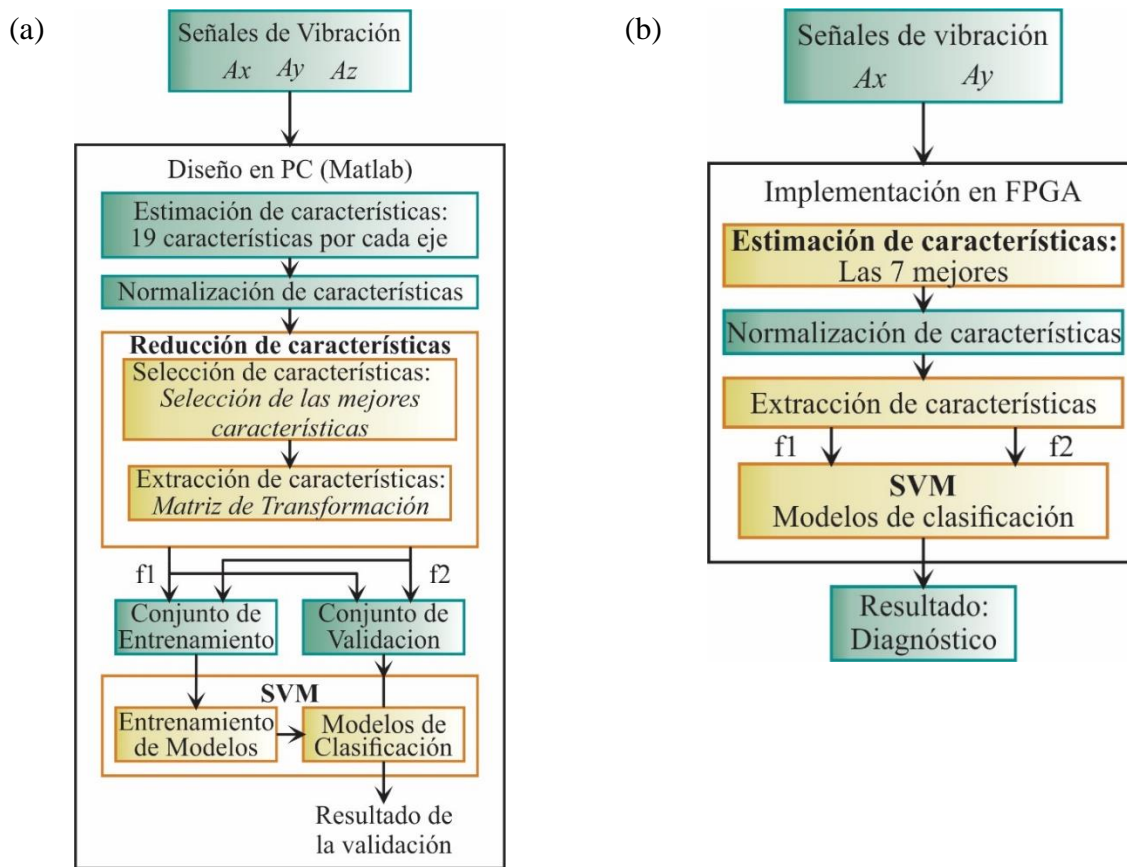 (a)
Señales de Vibración
Ax Ay Az
Diseño en PC (Matlab)
Estimación de características:
19 características por cada eje
Normalización de características
Reducción de características
Selección de características:
Selección de las mejores
características
Extracción de características:
Matriz de Transformación
f1
f2
Conjunto de
Entrenamiento
Conjunto de
Validacion
SVM
Entrenamiento
de Modelos
Modelos de
Clasificación
Resultado de
la validación
(b)
Señales de vibración
Ax Ay
Implementación en FPGA
Estimación de características:
Las 7 mejores
Normalización de características
Extracción de características
f1
f2
SVM
Modelos de clasificación
Resultado:
Diagnóstico